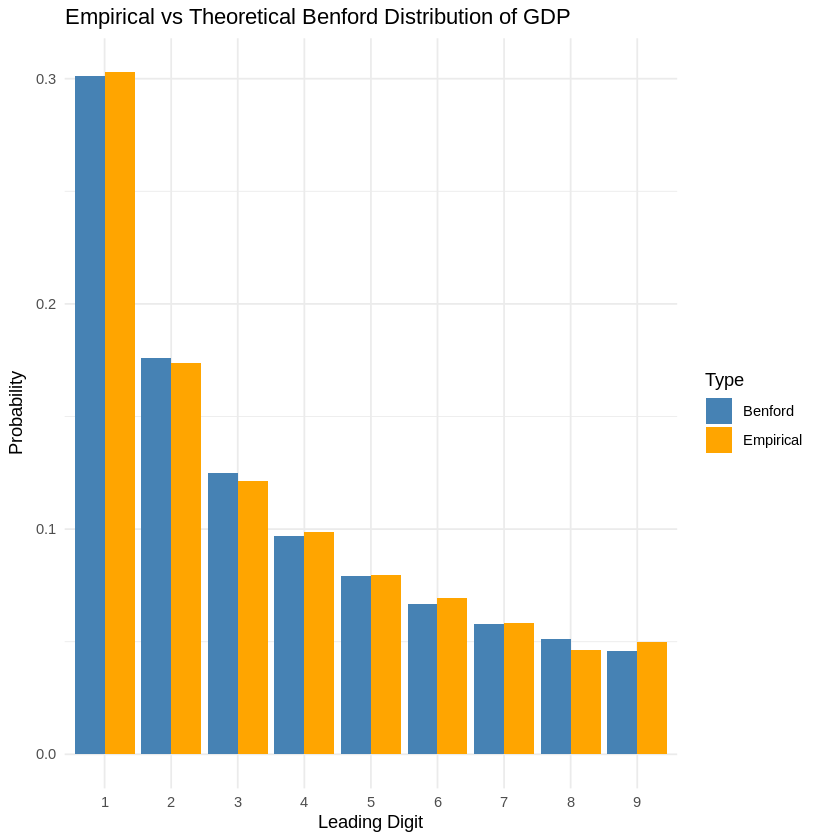 Empirical vs Theoretical Benford Distribution of GDP
0.3
0.2
0.1
0.0
Probability
1 2 3 4 5 6 7 8 9
Leading Digit
Type
Benford
Empirical